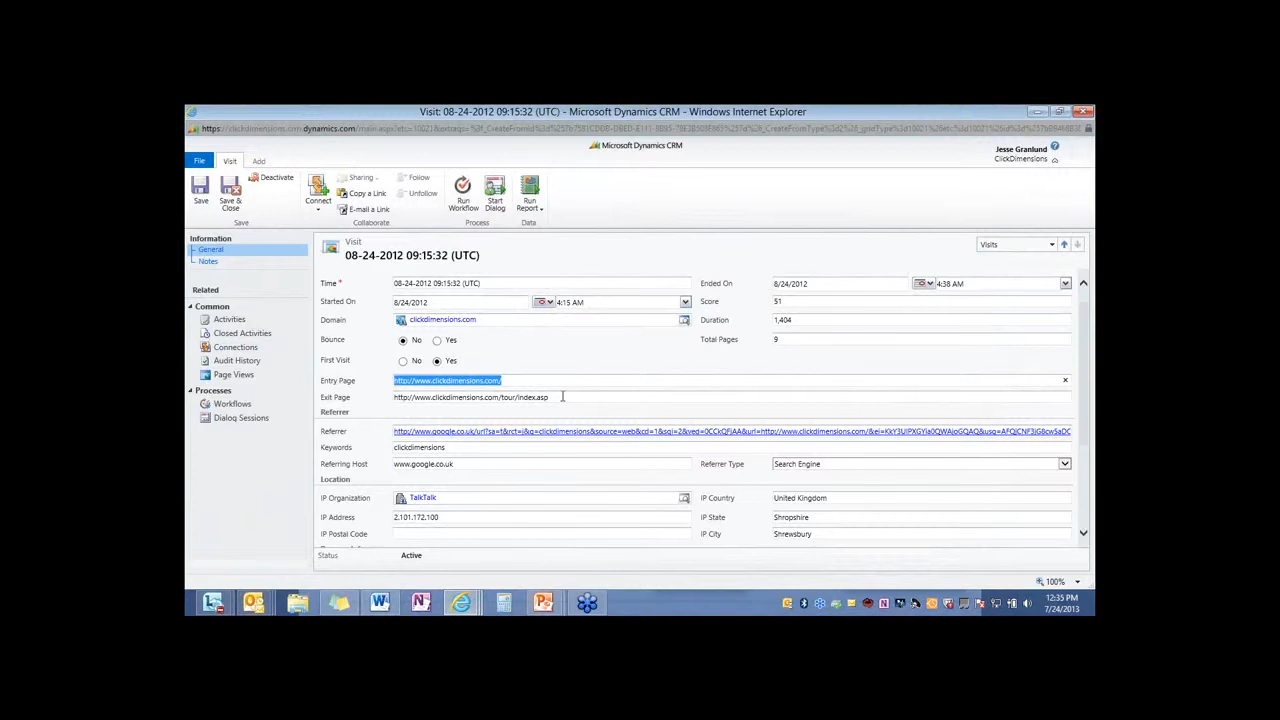 Visit: 08-24-2012 09:15:32 (UTC) - Microsoft Dynamics CRM - Windows Internet Explorer
Microsoft Dynamics CRM
Jesse Granlund
ClickDimensions
File Visit Add
Save
Save & Close
Deactivate
Connect
Sharing
Copy a Link
E-mail a Link
Follow
Unfollow
Run Workflow
Start Dialog
Run Report
Save Collaborate Process Data
Information
General
Notes
Related
Common
Activities
Closed Activities
Connections
Audit History
Page Views
Processes
Workflows
Dialog Sessions
Visit
08-24-2012 09:15:32 (UTC)
Visits
Time * 08-24-2012 09:15:32 (UTC) Ended On 8/24/2012 4:38 AM
Started On 8/24/2012 4:15 AM Score 51
Domain clickdimensions.com Duration 1,404
Bounce No Yes Total Pages 9
First Visit No Yes
Entry Page http://www.clickdimensions.com/
Exit Page http://www.clickdimensions.com/tour/index.asp
Referrer
Referrer
Keywords clickdimensions
Referring Host www.google.co.uk Referrer Type Search Engine
Location
IP Organization TalkTalk IP Country United Kingdom
IP Address 2.101.172.100 IP State Shropshire
IP Postal Code IP City Shrewsbury
Status Active
100%
12:35 PM
7/24/2013